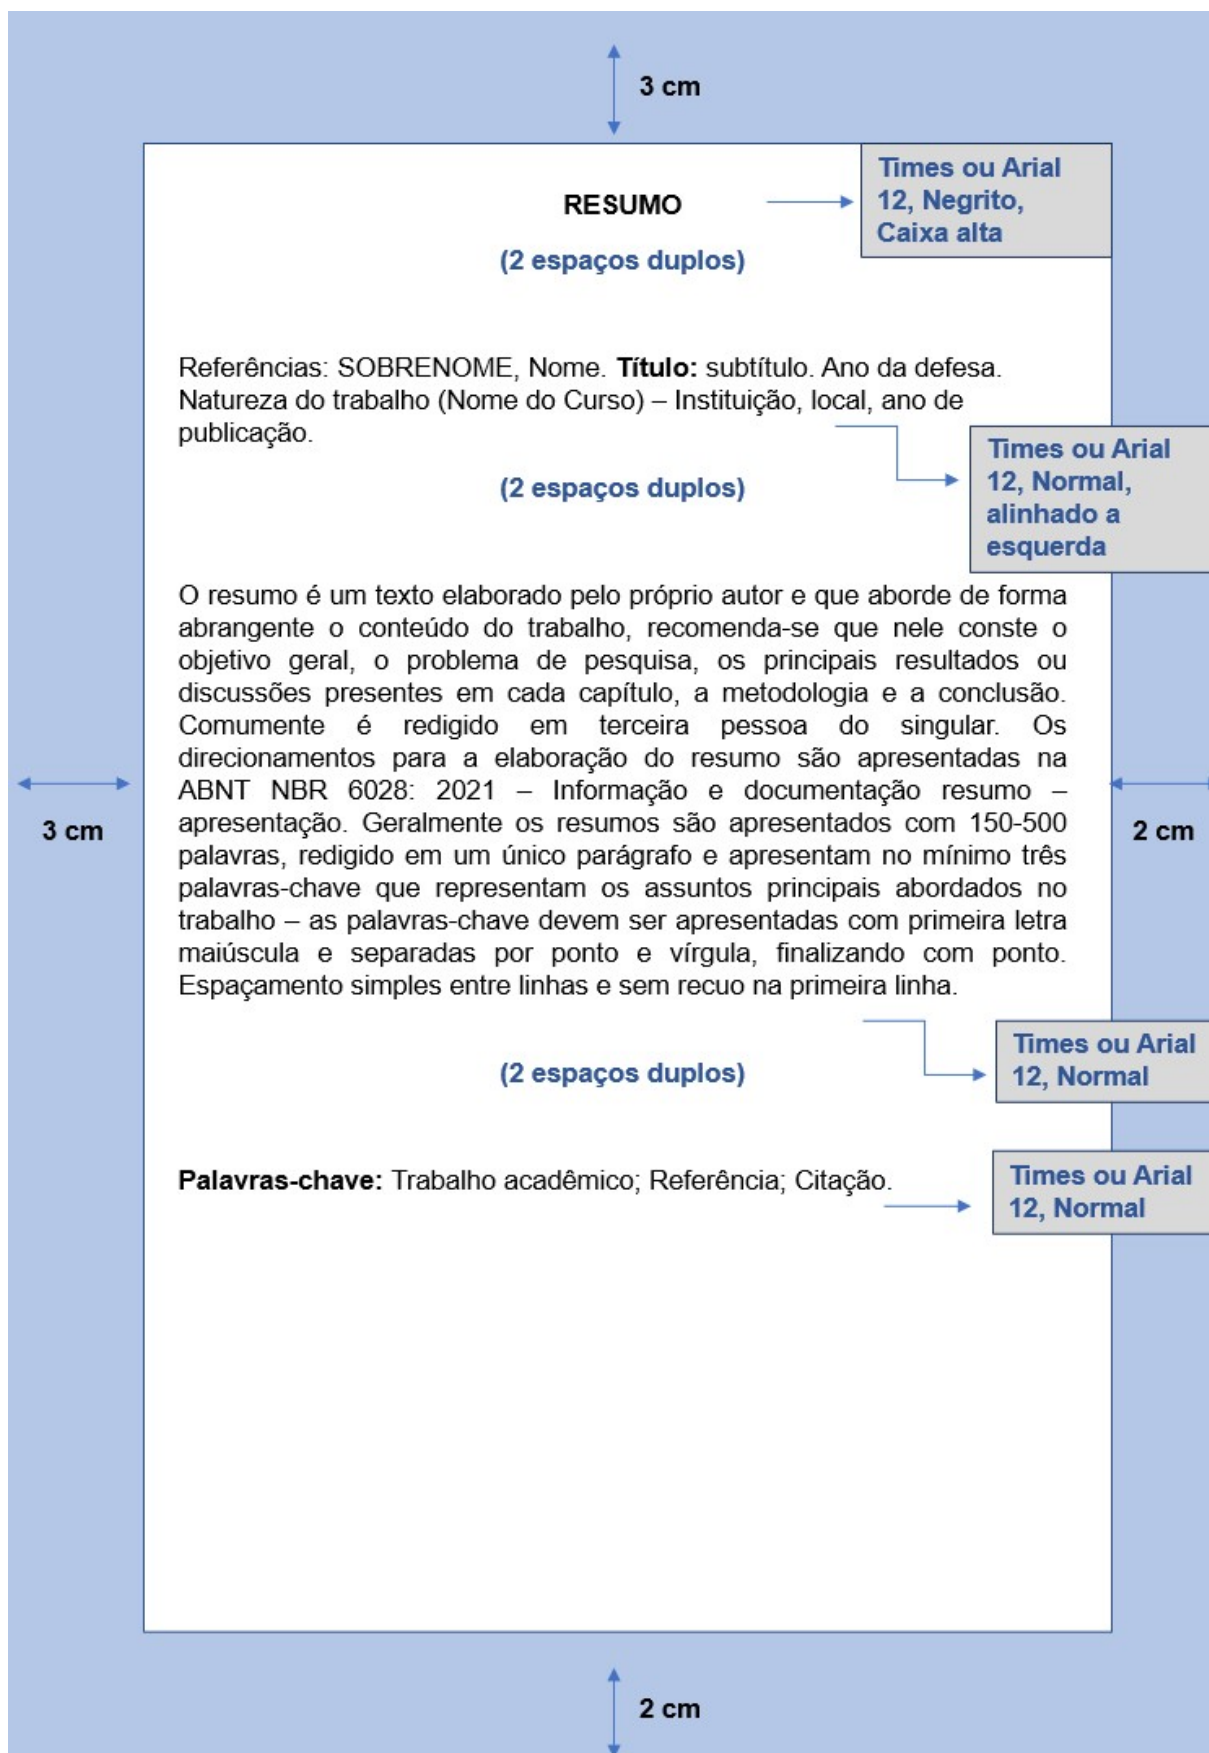 3 cm
RESUMO
Times ou Arial
12, Negrito,
Caixa alta
(2 espaços duplos)
Referências: SOBRENOME, Nome. Título: subtítulo. Ano da defesa.
Natureza do trabalho (Nome do Curso) – Instituição, local, ano de
publicação.
(2 espaços duplos)
Times ou Arial
12, Normal,
alinhado a
esquerda
O resumo é um texto elaborado pelo próprio autor e que aborde de forma
abrangente o conteúdo do trabalho, recomenda-se que nele conste o
objetivo geral, o problema de pesquisa, os principais resultados ou
discussões presentes em cada capítulo, a metodologia e a conclusão.
Comumente é redigido em terceira pessoa do singular. Os
direcionamentos para a elaboração do resumo são apresentadas na
ABNT NBR 6028: 2021 – Informação e documentação resumo –
apresentação. Geralmente os resumos são apresentados com 150-500
palavras, redigido em um único parágrafo e apresentam no mínimo três
palavras-chave que representam os assuntos principais abordados no
trabalho – as palavras-chave devem ser apresentadas com primeira letra
maiúscula e separadas por ponto e vírgula, finalizando com ponto.
Espaçamento simples entre linhas e sem recuo na primeira linha.
3 cm
2 cm
(2 espaços duplos)
Times ou Arial
12, Normal
Palavras-chave: Trabalho acadêmico; Referência; Citação.
Times ou Arial
12, Normal
2 cm